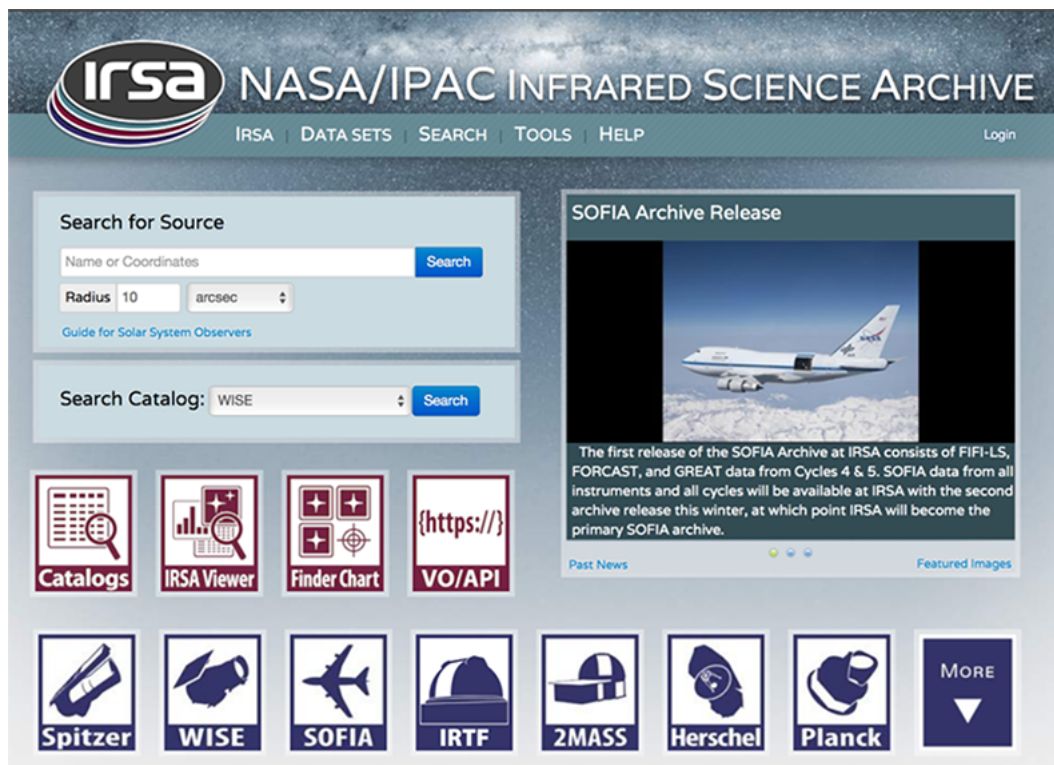 irsa
NASA/IPAC INFRARED SCIENCE ARCHIVE
IRSA | DATA SETS | SEARCH | TOOLS | HELP
Login
Search for Source
Name or Coordinates
Search
Radius 10 arcsec
Guide for Solar System Observers
Search Catalog: WISE Search
SOFIA Archive Release
NASA
The first release of the SOFIA Archive at IRSA consists of FIFI-LS,
FORCAST, and GREAT data from Cycles 4 & 5. SOFIA data from all
instruments and all cycles will be available at IRSA with the second
archive release this winter, at which point IRSA will become the
primary SOFIA archive.
Past News
Featured Images
{https://}
Catalogs
IRSA Viewer
Finder Chart
VO/API
Spitzer
WISE
SOFIA
IRTF
2MASS
Herschel
Planck
MORE